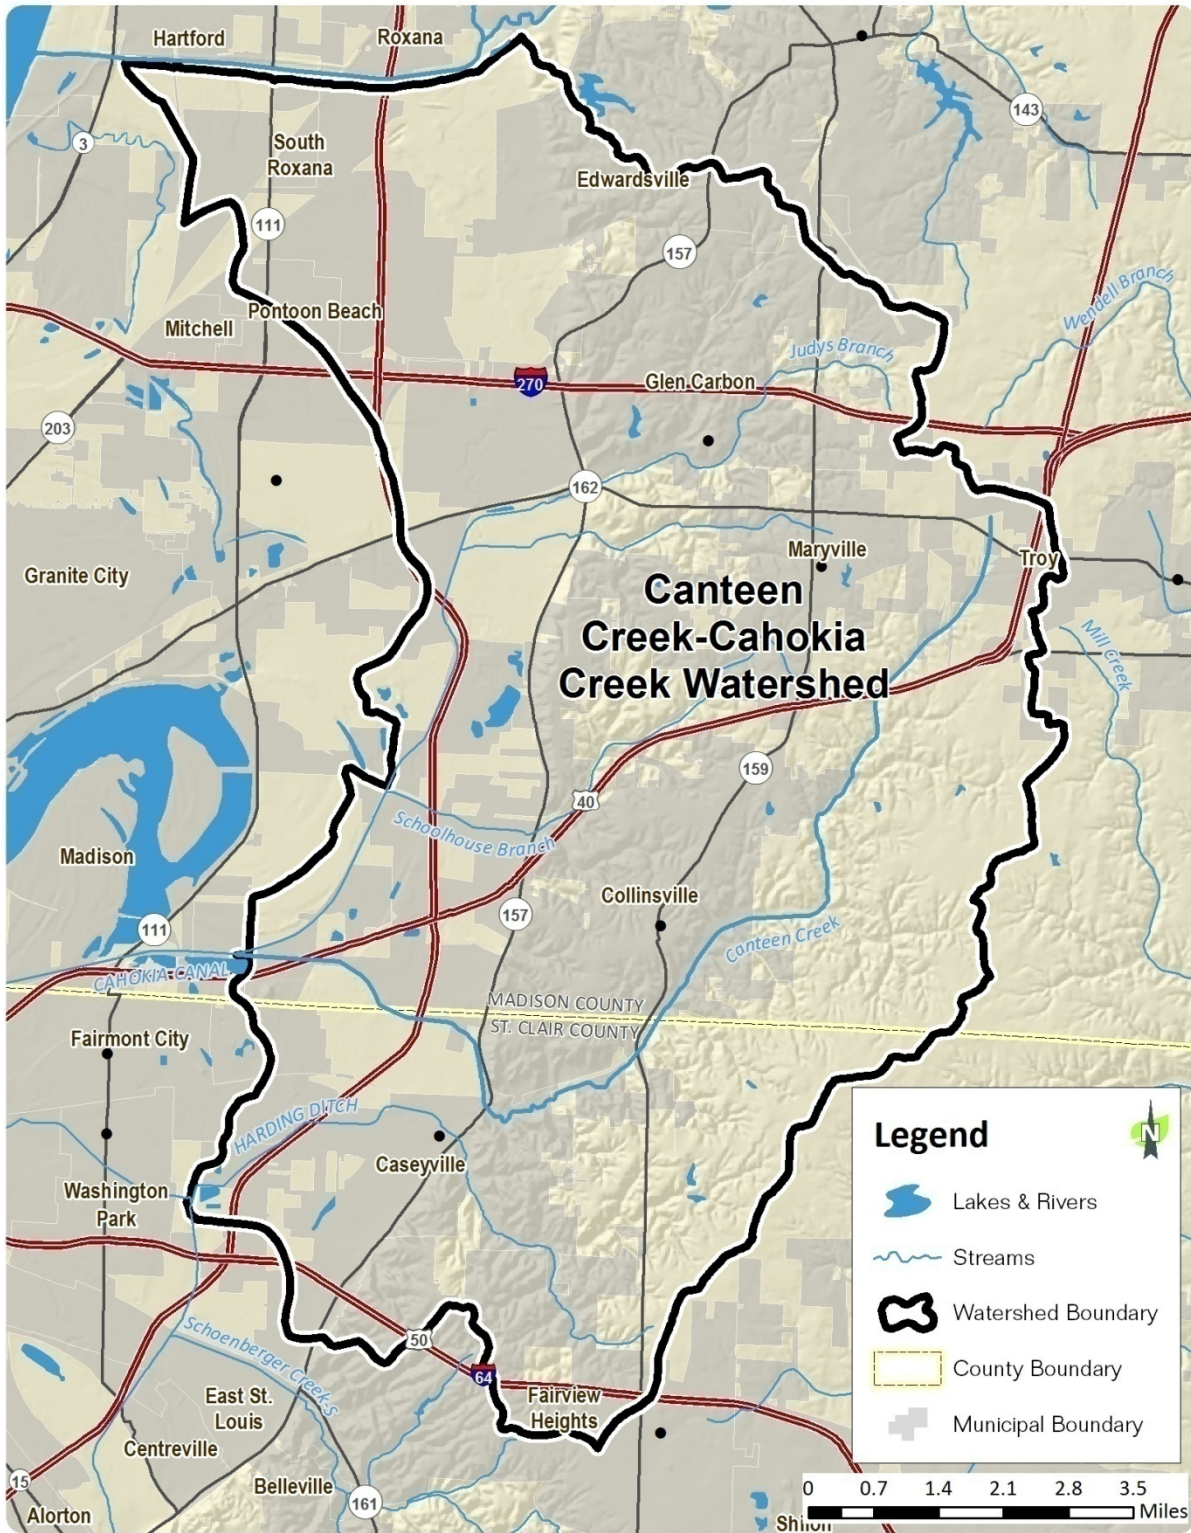 Hartford
Roxana
143
3
South
Roxana
Edwardsville
111
157
Wendell Branch
Pontoon Beach
Mitchell
Judys Branch
270
Glen Carbon
203
162
Granite City
Maryville
Troy
Canteen
Creek-Cahokia
Creek Watershed
Mill Creek
159
40
Schoolhouse Branch
Madison
Collinsville
157
111
Canteen Creek
CAHOKIA CANAL
MADISON COUNTY
ST. CLAIR COUNTY
Fairmont City
HARDING DITCH
Caseyville
Washington
Park
Legend
N
Lakes & Rivers
Streams
Watershed Boundary
County Boundary
Municipal Boundary
Schoenberger Creek-S
50
64
Fairview
Heights
East St.
Louis
Centreville
Belleville
15
161
Alorton
Shiloh
0 0.7 1.4 2.1 2.8 3.5
Miles